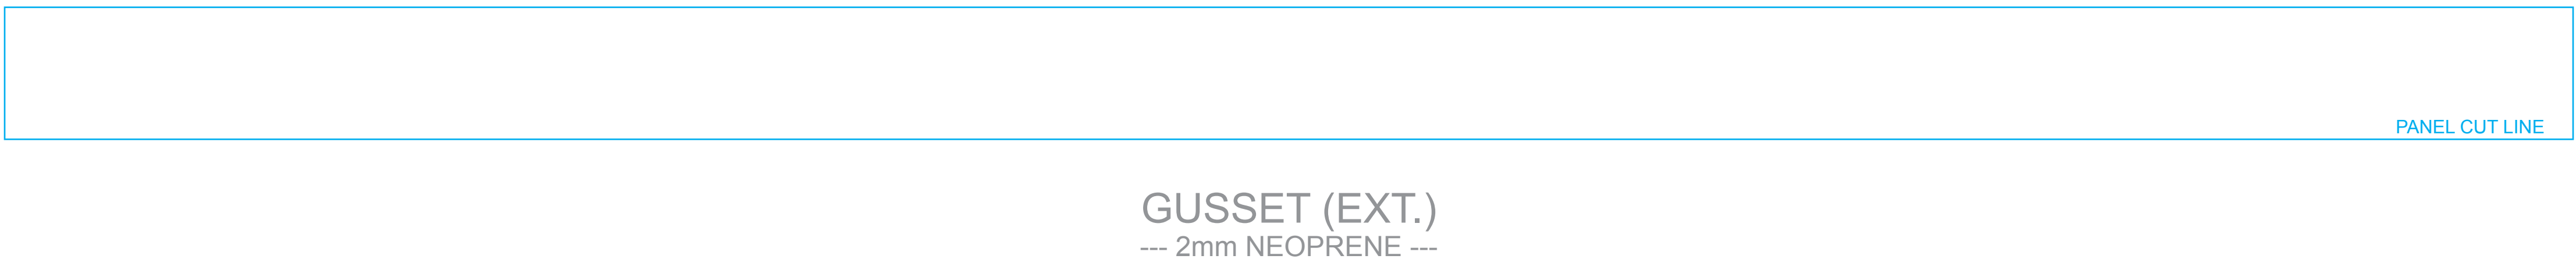 PANEL CUT LINE
GUSSET (EXT.)
--- 2mm NEOPRENE ---